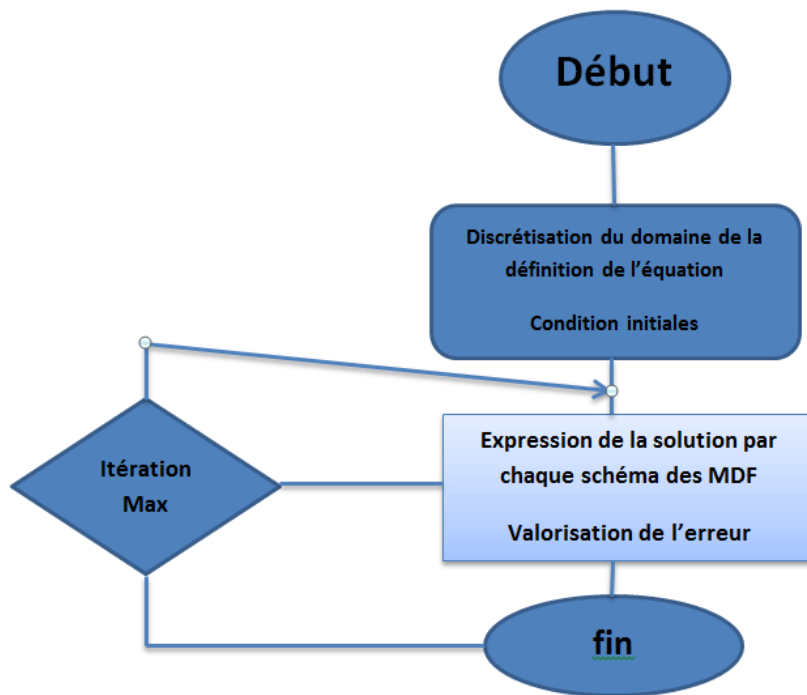 Début
Discrétisation du domaine de la
définition de l'équation
Condition initiales
Expression de la solution par
chaque schéma des MDF
Valorisation de l'erreur
Itération
Max
fin